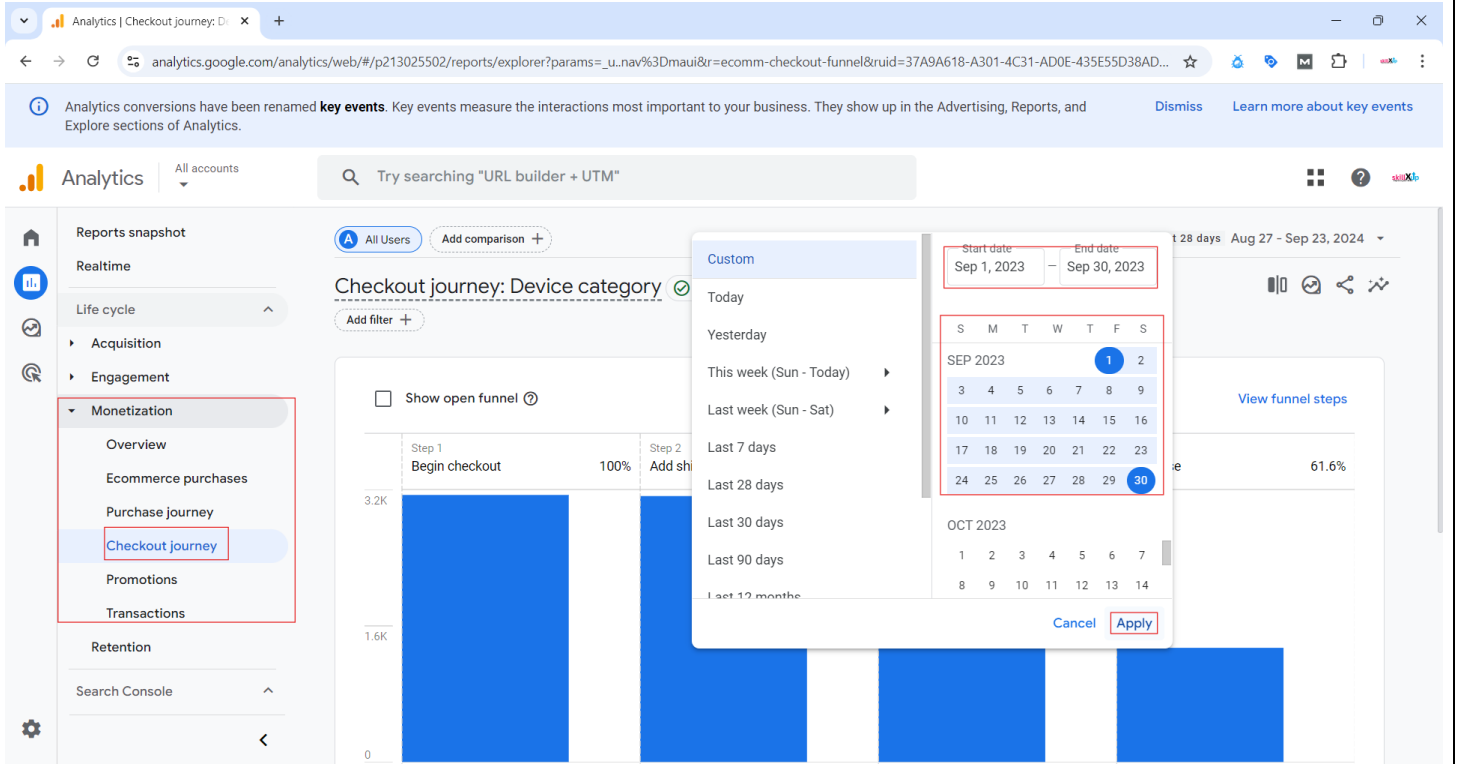 Analytics | Checkout journey: De
analytics.google.com/analytics/web/#/p213025502/reports/explorer?params=_u..nav%3Dmaui&r=ecomm-checkout-funnel&ruid=37A9A618-A301-4C31-AD0E-435E55D38AD...
Analytics conversions have been renamed key events. Key events measure the interactions most important to your business. They show up in the Advertising, Reports, and
Explore sections of Analytics.
Dismiss
Learn more about key events
Analytics
All accounts
Try searching "URL builder + UTM"
skillXUp
Reports snapshot
Realtime
Life cycle
Acquisition
Engagement
Monetization
Overview
Ecommerce purchases
Purchase journey
Checkout journey
Promotions
Transactions
Retention
Search Console
A All Users
Add comparison +
t 28 days Aug 27 - Sep 23, 2024
Checkout journey: Device category
Add filter +
Show open funnel
View funnel steps
Step 1
Begin checkout 100%
Step 2
Add shi
se 61.6%
3.2K
1.6K
0
Custom
Today
Yesterday
This week (Sun - Today)
Last week (Sun - Sat)
Last 7 days
Last 28 days
Last 30 days
Last 90 days
Last 12 months
Start date
Sep 1, 2023
–
End date
Sep 30, 2023
S M T W T F S
SEP 2023 1 2
3 4 5 6 7 8 9
10 11 12 13 14 15 16
17 18 19 20 21 22 23
24 25 26 27 28 29 30
OCT 2023
1 2 3 4 5 6 7
8 9 10 11 12 13 14
Cancel
Apply